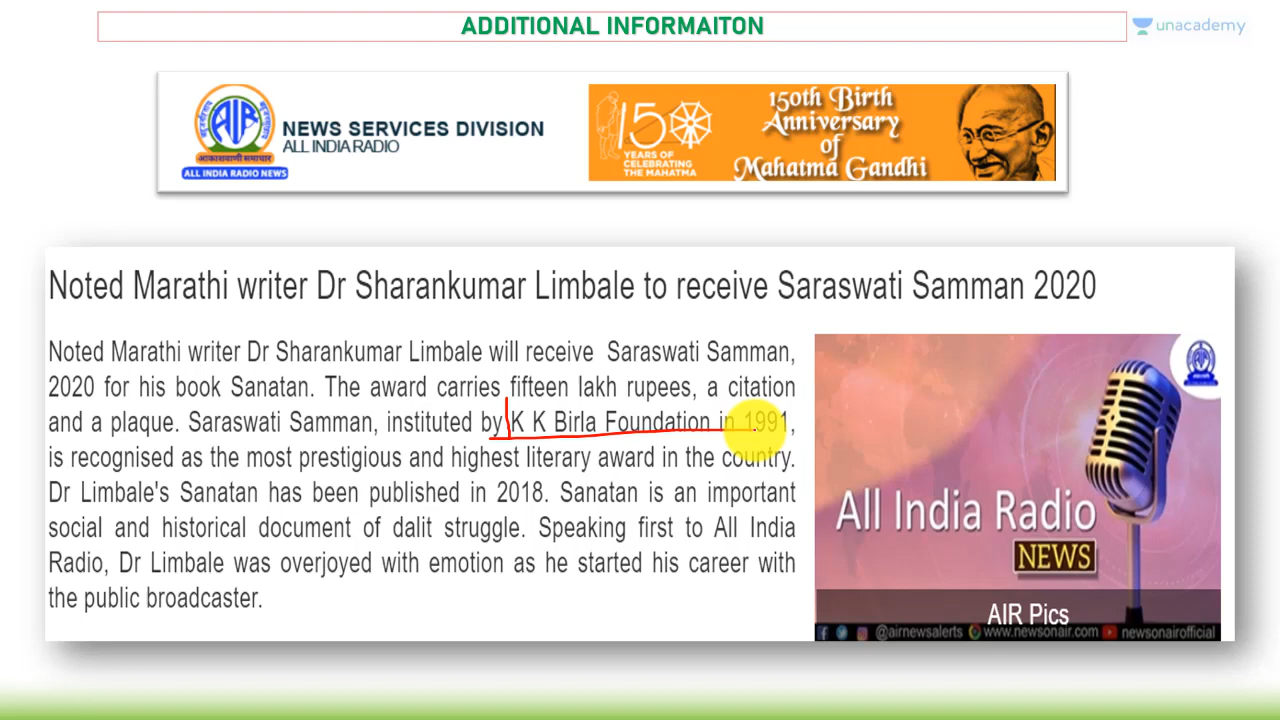 ADDITIONAL INFORMAITON
unacademy
AIR
आकाशवाणी समाचार
ALL INDIA RADIO NEWS
NEWS SERVICES DIVISION
ALL INDIA RADIO
150
YEARS OF
CELEBRATING
THE MAHATMA
150th Birth
Anniversary
of
Mahatma Gandhi
Noted Marathi writer Dr Sharankumar Limbale to receive Saraswati Samman 2020
Noted Marathi writer Dr Sharankumar Limbale will receive Saraswati Samman,
2020 for his book Sanatan. The award carries fifteen lakh rupees, a citation
and a plaque. Saraswati Samman, instituted by K K Birla Foundation in 1991,
is recognised as the most prestigious and highest literary award in the country.
Dr Limbale's Sanatan has been published in 2018. Sanatan is an important
social and historical document of dalit struggle. Speaking first to All India
Radio, Dr Limbale was overjoyed with emotion as he started his career with
the public broadcaster.
All India Radio
NEWS
AIR Pics
@airnewsalerts www.newsonair.com newsonairofficial